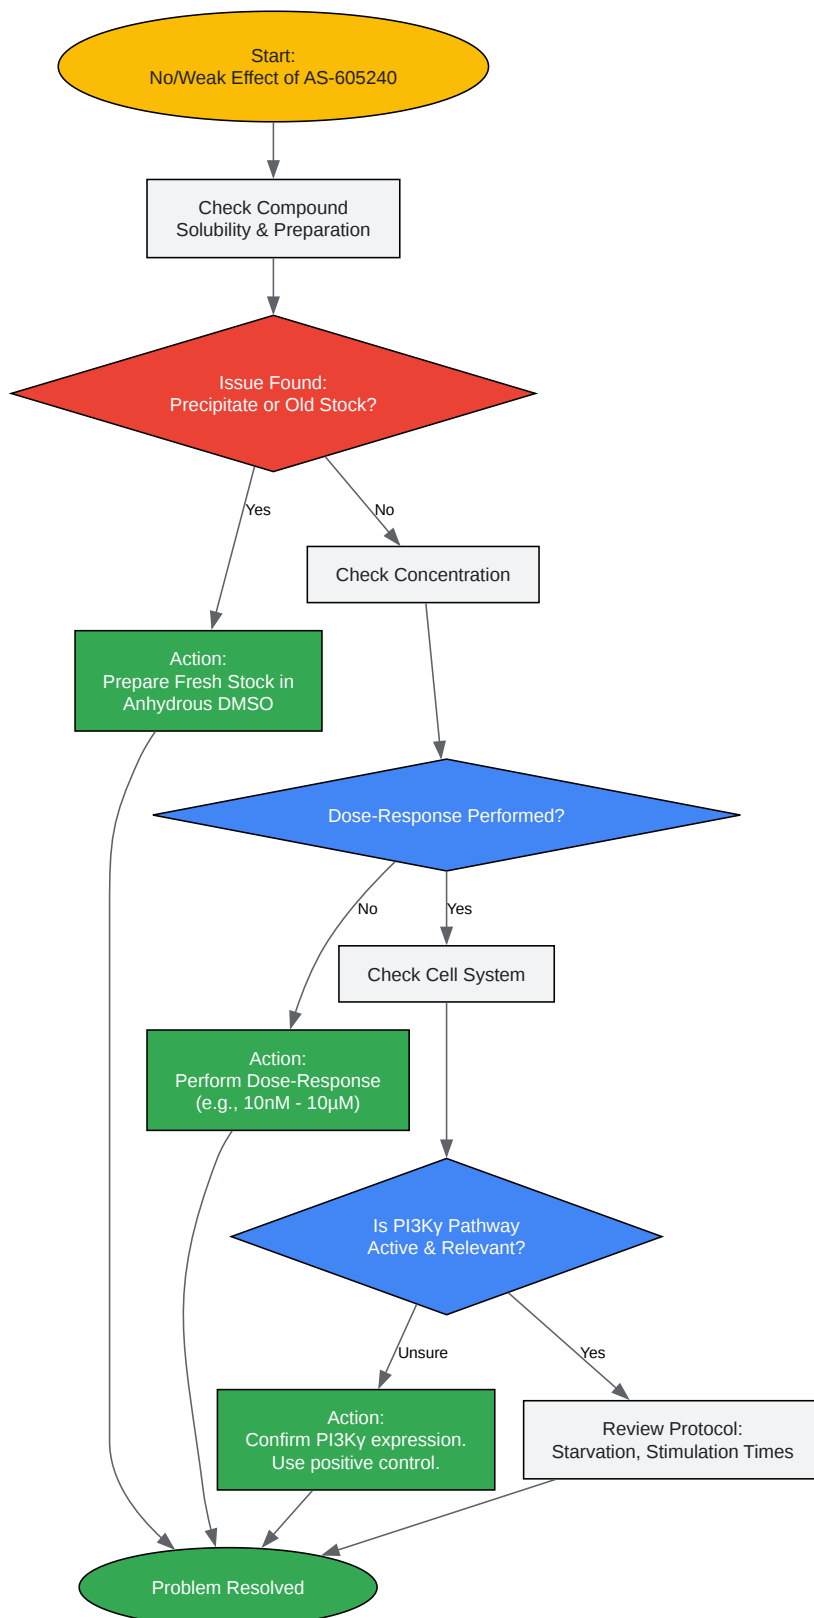 Start:
No/Weak Effect of AS-605240
Check Compound
Solubility & Preparation
Issue Found:
Precipitate or Old Stock?
Yes
No
Check Concentration
Action:
Prepare Fresh Stock in
Anhydrous DMSO
Dose-Response Performed?
No
Yes
Check Cell System
Action:
Perform Dose-Response
(e.g., 10nM - 10µM)
Is PI3Kγ Pathway
Active & Relevant?
Unsure
Yes
Action:
Confirm PI3Kγ expression.
Use positive control.
Review Protocol:
Starvation, Stimulation Times
Problem Resolved